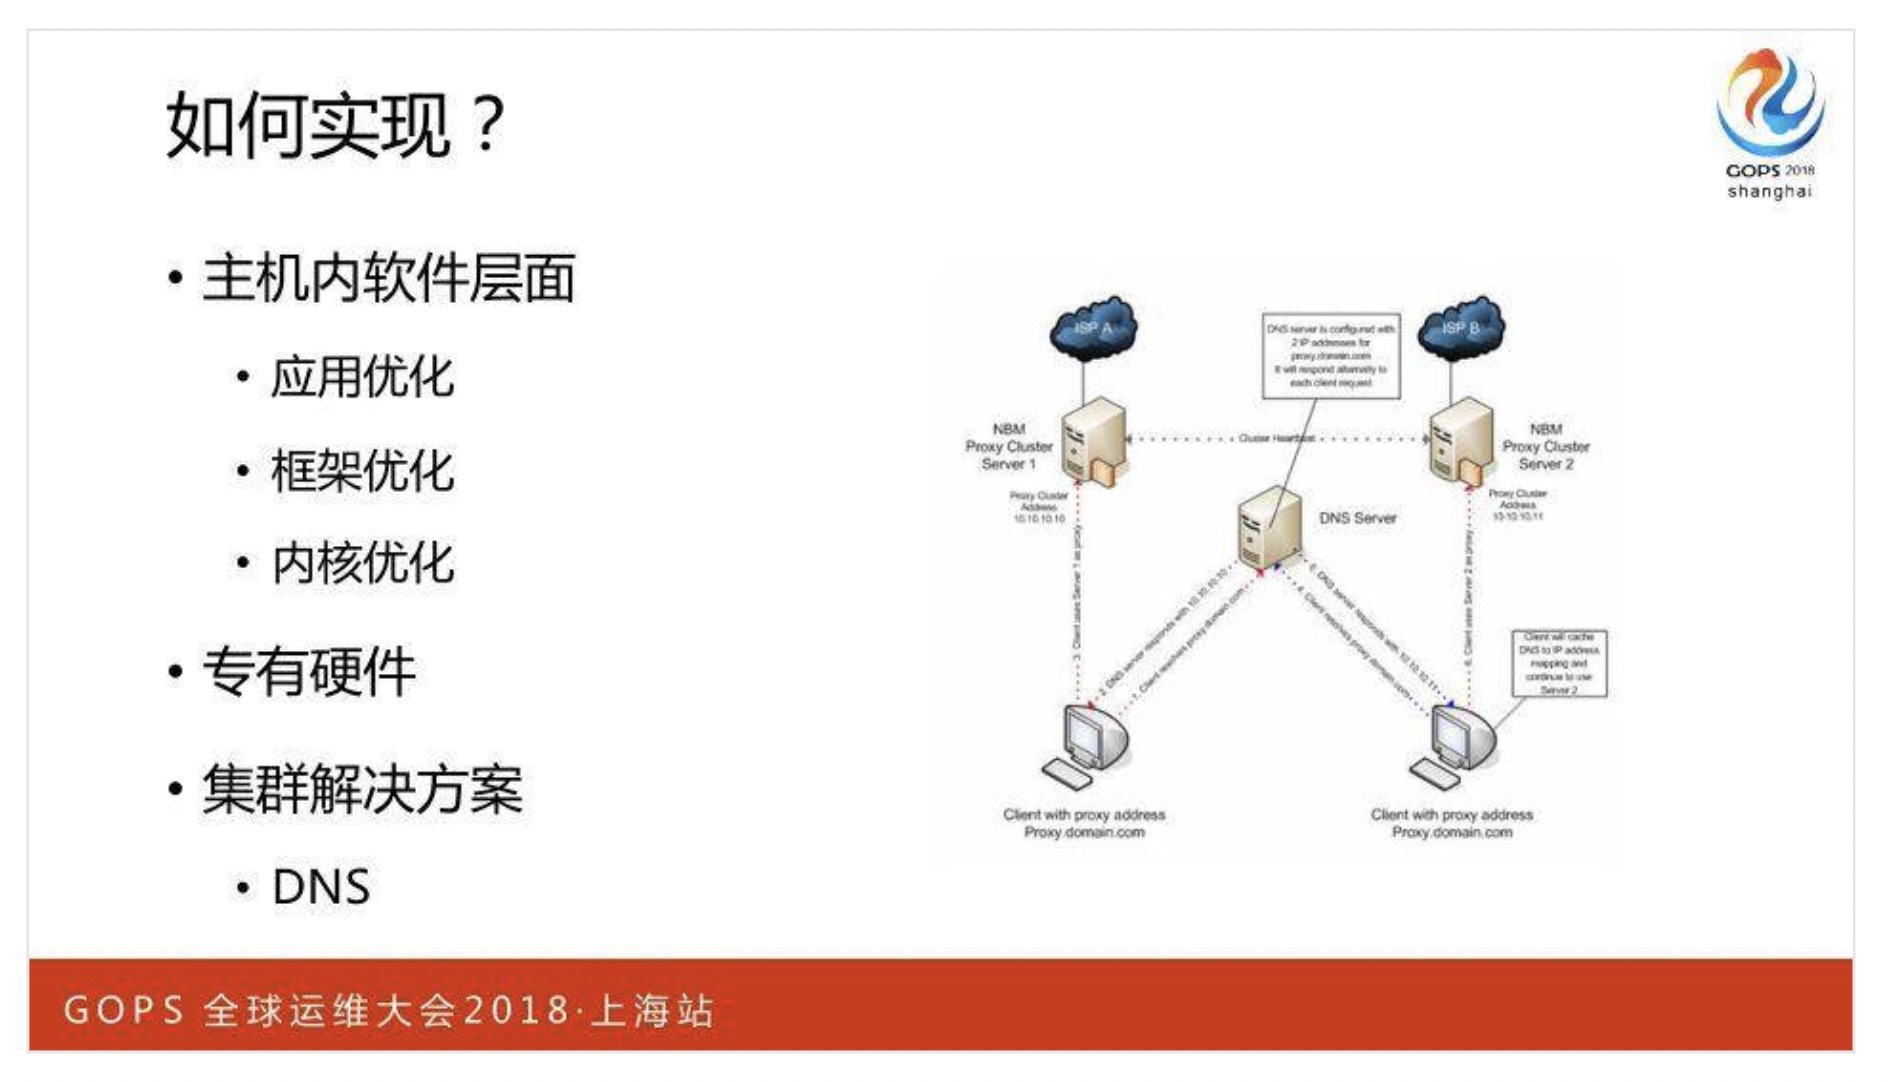 如何实现？
GOPS 2018
shanghai
• 主机内软件层面
• 应用优化
• 框架优化
• 内核优化
• 专有硬件
• 集群解决方案
• DNS
ISP A
DNS server is configured with
2 IP addresses for
proxy.domain.com
It will respond alternatly to
each client request
ISP B
NBM
Proxy Cluster
Server 1
Cluster Heartbeat
NBM
Proxy Cluster
Server 2
Proxy Cluster
Address
10.10.10.10
DNS Server
Proxy Cluster
Address
10.10.10.11
3. Client uses Server 1 as proxy
2. DNS server responds with 10.10.10.10
1. Client resolves proxy.domain.com
5. DNS server responds with 10.10.10.11
4. Client resolves proxy.domain.com
6. Client uses Server 2 as proxy
Client will cache
DNS to IP address
mapping and
continue to use
Server 2
Client with proxy address
Proxy.domain.com
Client with proxy address
Proxy.domain.com
GOPS 全球运维大会2018·上海站